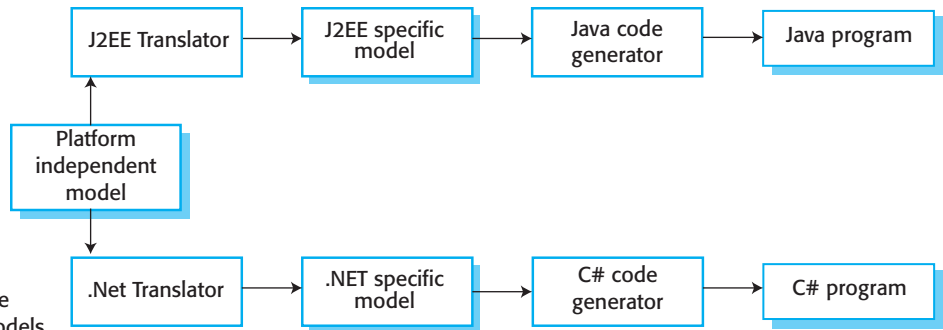 J2EE Translator
J2EE specific
model
Java code
generator
Java program
Platform
independent
model
.Net Translator
.NET specific
model
C# code
generator
C# program